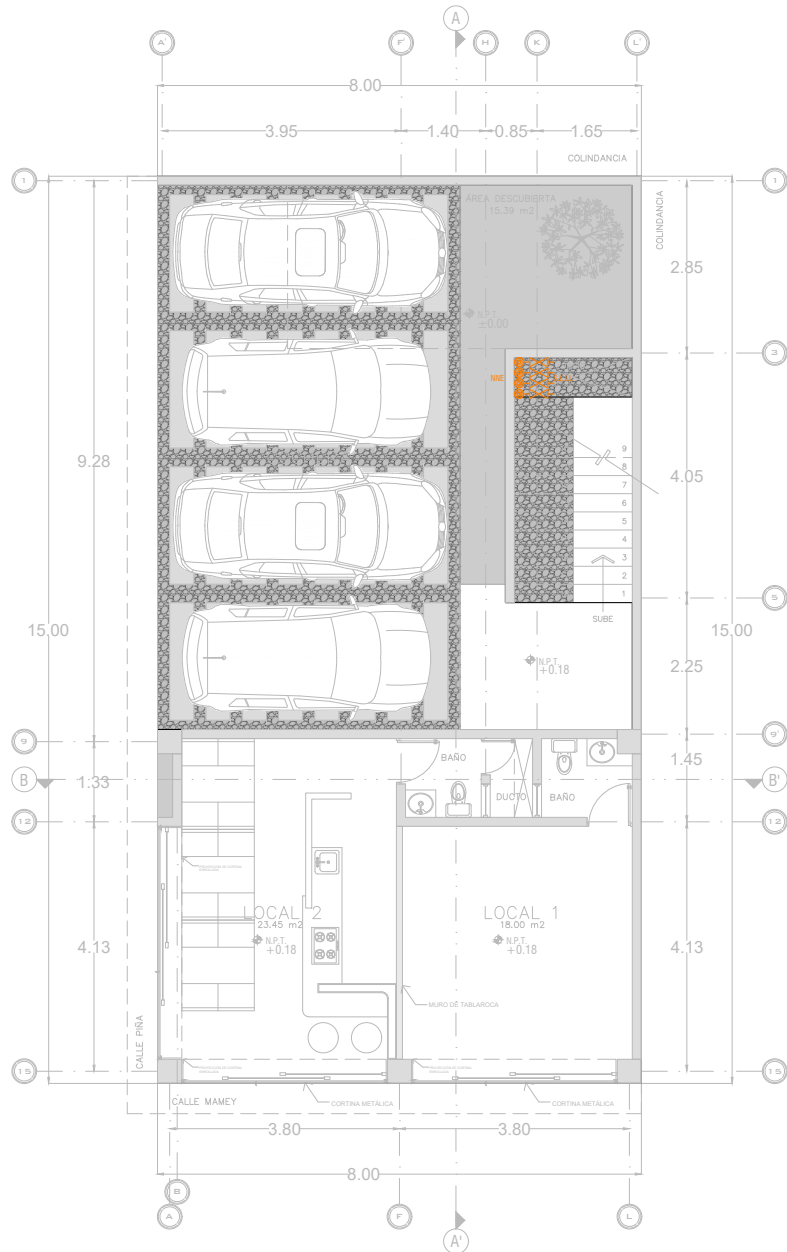 A
A'
F'
H
K
L'
8.00
3.95
1.40
0.85
1.65
COLINDANCIA
1
1
ÁREA DESCUBIERTA
15.39 m2
COLINDANCIA
2.85
N.P.T.
±0.00
3
NNE
9.28
9
8
7
6
5
4
3
2
1
4.05
SUBE
5
15.00
15.00
N.P.T.
+0.18
2.25
9
9'
B
B'
1.33
1.45
BAÑO
DUCTO
BAÑO
12
12
LOCAL 2
23.45 m2
N.P.T.
+0.18
LOCAL 1
18.00 m2
N.P.T.
+0.18
4.13
4.13
MURO DE TABLAROCA
CALLE PIÑA
15
15
CALLE MAMEY
CORTINA METÁLICA
CORTINA METÁLICA
3.80
3.80
8.00
B
A
F
L
A'